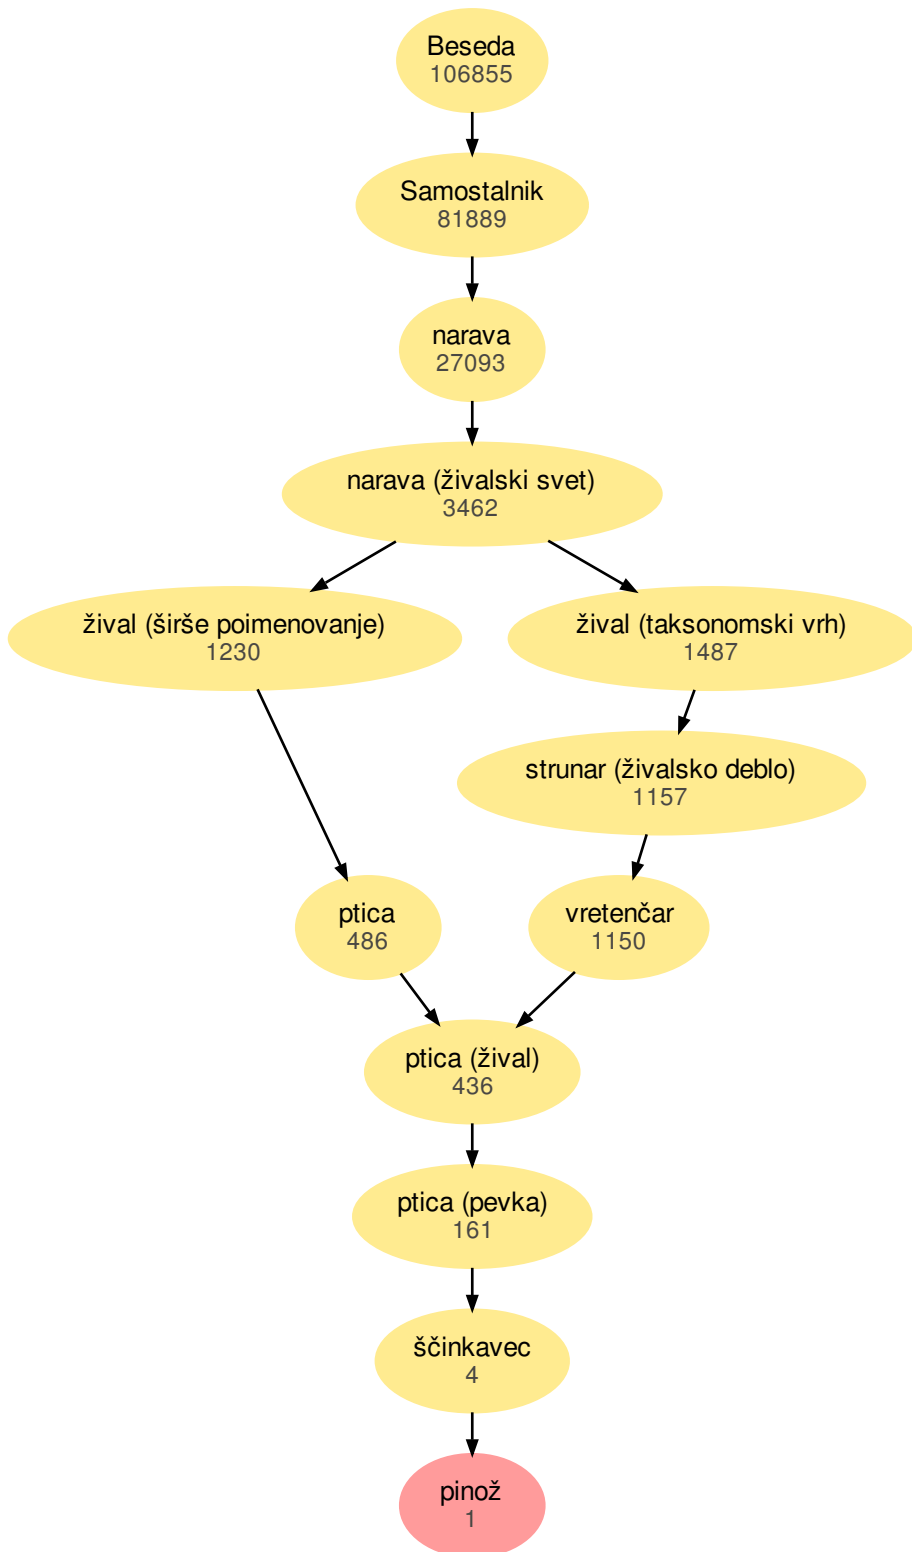 Beseda
106855
Samostalnik
81889
narava
27093
narava (živalski svet)
3462
žival (širše poimenovanje)
1230
žival (taksonomski vrh)
1487
strunar (živalsko deblo)
1157
ptica
486
vretenčar
1150
ptica (žival)
436
ptica (pevka)
161
ščinkavec
4
pinož
1